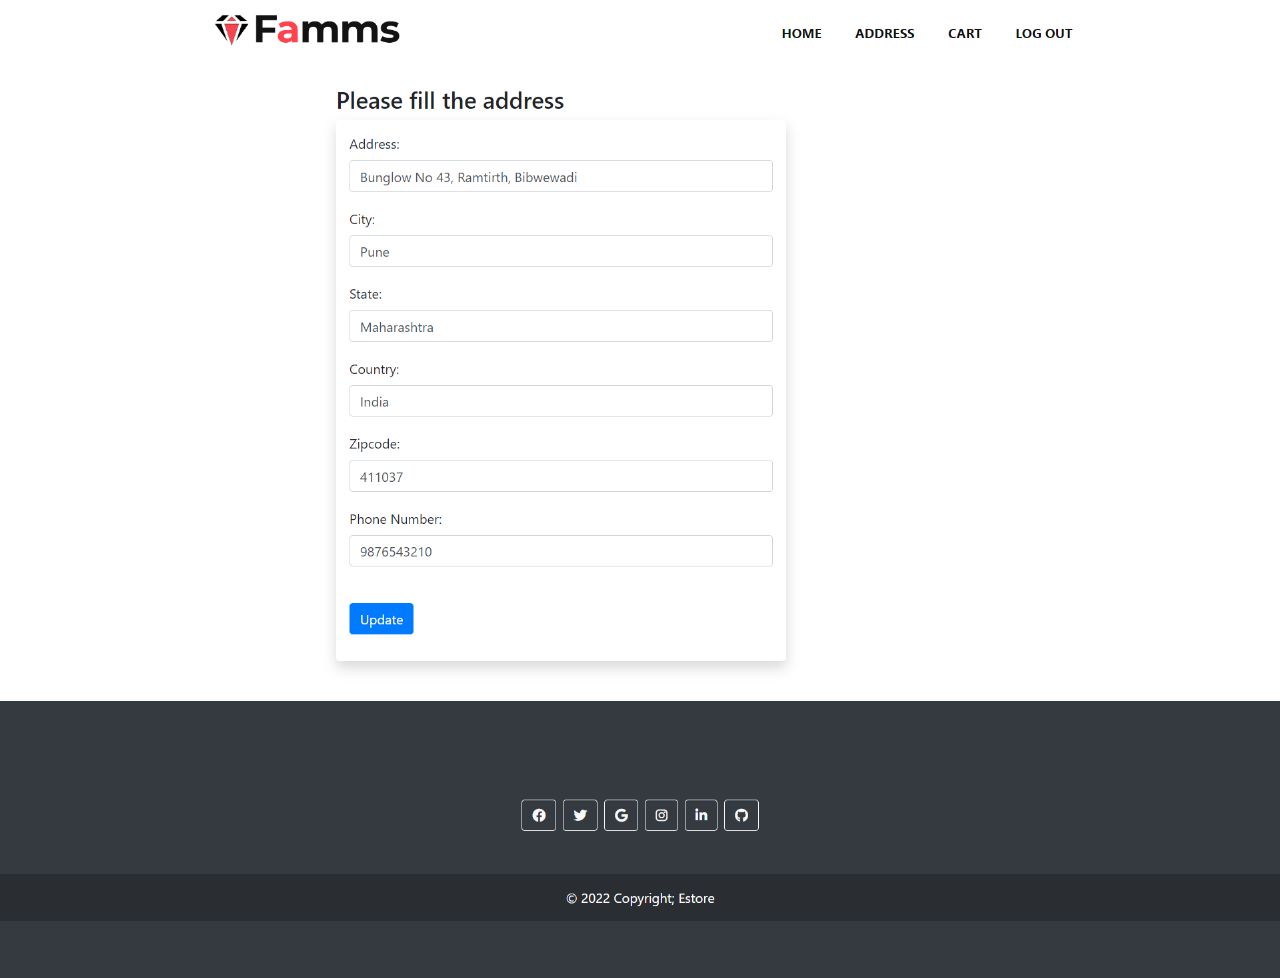 Famms
HOME ADDRESS CART LOG OUT
Please fill the address
Address:
Bunglow No 43, Ramtirth, Bibwewadi
City:
Pune
State:
Maharashtra
Country:
India
Zipcode:
411037
Phone Number:
9876543210
Update
© 2022 Copyright; Estore